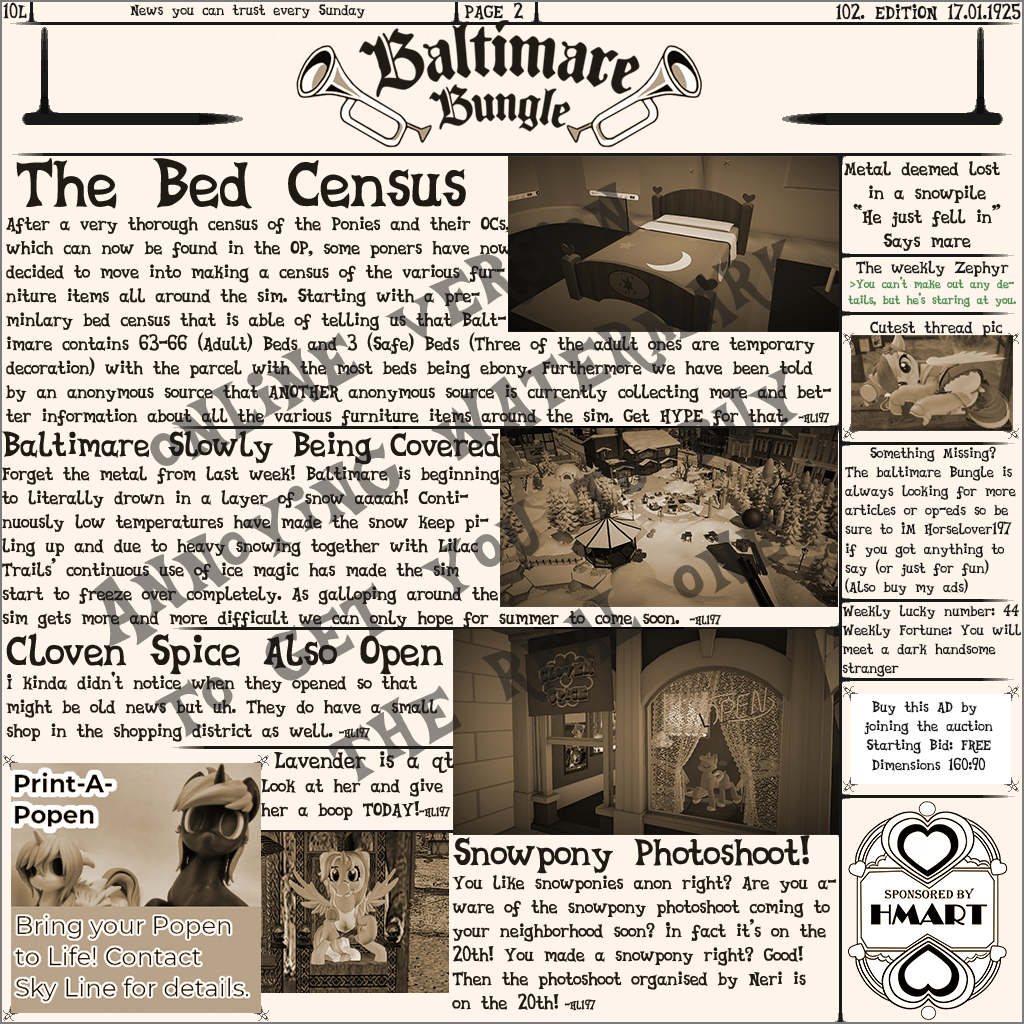 10L
News you can trust every Sunday
PAGE 2
102. EDITION 17.01.1925
Baltimare
Bungle
The Bed Census
After a very thorough census of the Ponies and their OCs,
which can now be found in the OP, some poners have now
decided to move into making a census of the various fur-
niture items all around the sim. Starting with a pre-
minlary bed census that is able of telling us that Balt-
imare contains 63-66 (Adult) Beds and 3 (Safe) Beds (Three of the adult ones are temporary
decoration) with the parcel with the most beds being ebony. Furthermore we have been told
by an anonymous source that ANOTHER anonymous source is currently collecting more and bet-
ter information about all the various furniture items around the sim. Get HYPE for that. -HL197
Baltimare Slowly Being Covered
Forget the metal from last week! Baltimare is beginning
to literally drown in a layer of snow aaaah! Conti-
nuously low temperatures have made the snow keep pi-
ling up and due to heavy snowing together with Lilac
Trails' continuous use of ice magic has made the sim
start to freeze over completely. As galloping around the
sim gets more and more difficult we can only hope for summer to come soon. -HL197
Cloven Spice Also Open
I kinda didn't notice when they opened so that
might be old news but uh. They do have a small
shop in the shopping district as well. -HL197
CLOVEN
SPICE
OPEN
Lavender is a qt
Look at her and give
her a boop TODAY!-HL197
Print-A-
Popen
Bring your Popen
to Life! Contact
Sky Line for details.
Snowpony Photoshoot!
You like snowponies anon right? Are you a-
ware of the snowpony photoshoot coming to
your neighborhood soon? In fact it's on the
20th! You made a snowpony right? Good!
Then the photoshoot organised by Neri is
on the 20th! -HL197
Metal deemed lost
in a snowpile
"He just fell in"
Says mare
The weekly Zephyr
>You can't make out any de-
tails, but he's staring at you.
Cutest thread pic
Something Missing?
The baltimare Bungle is
always looking for more
articles or op-eds so be
sure to IM Horselover197
if you got anything to
say (or just for fun)
(Also buy my ads)
Weekly lucky number: 44
Weekly Fortune: You will
meet a dark handsome
stranger
Buy this AD by
joining the auction
Starting Bid: FREE
Dimensions 160:90
SPONSORED BY
HMART
ONLINE VERSION
ANNOYING WATERMARK
TO GET YOU TO BUY
THE REAL ONE